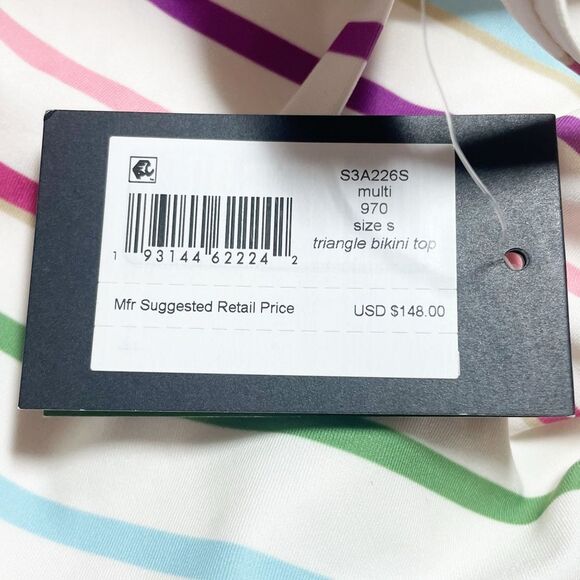 S3A226S
multi
970
size s
triangle bikini top
1 93144 62224 2
Mfr Suggested Retail Price USD $148.00